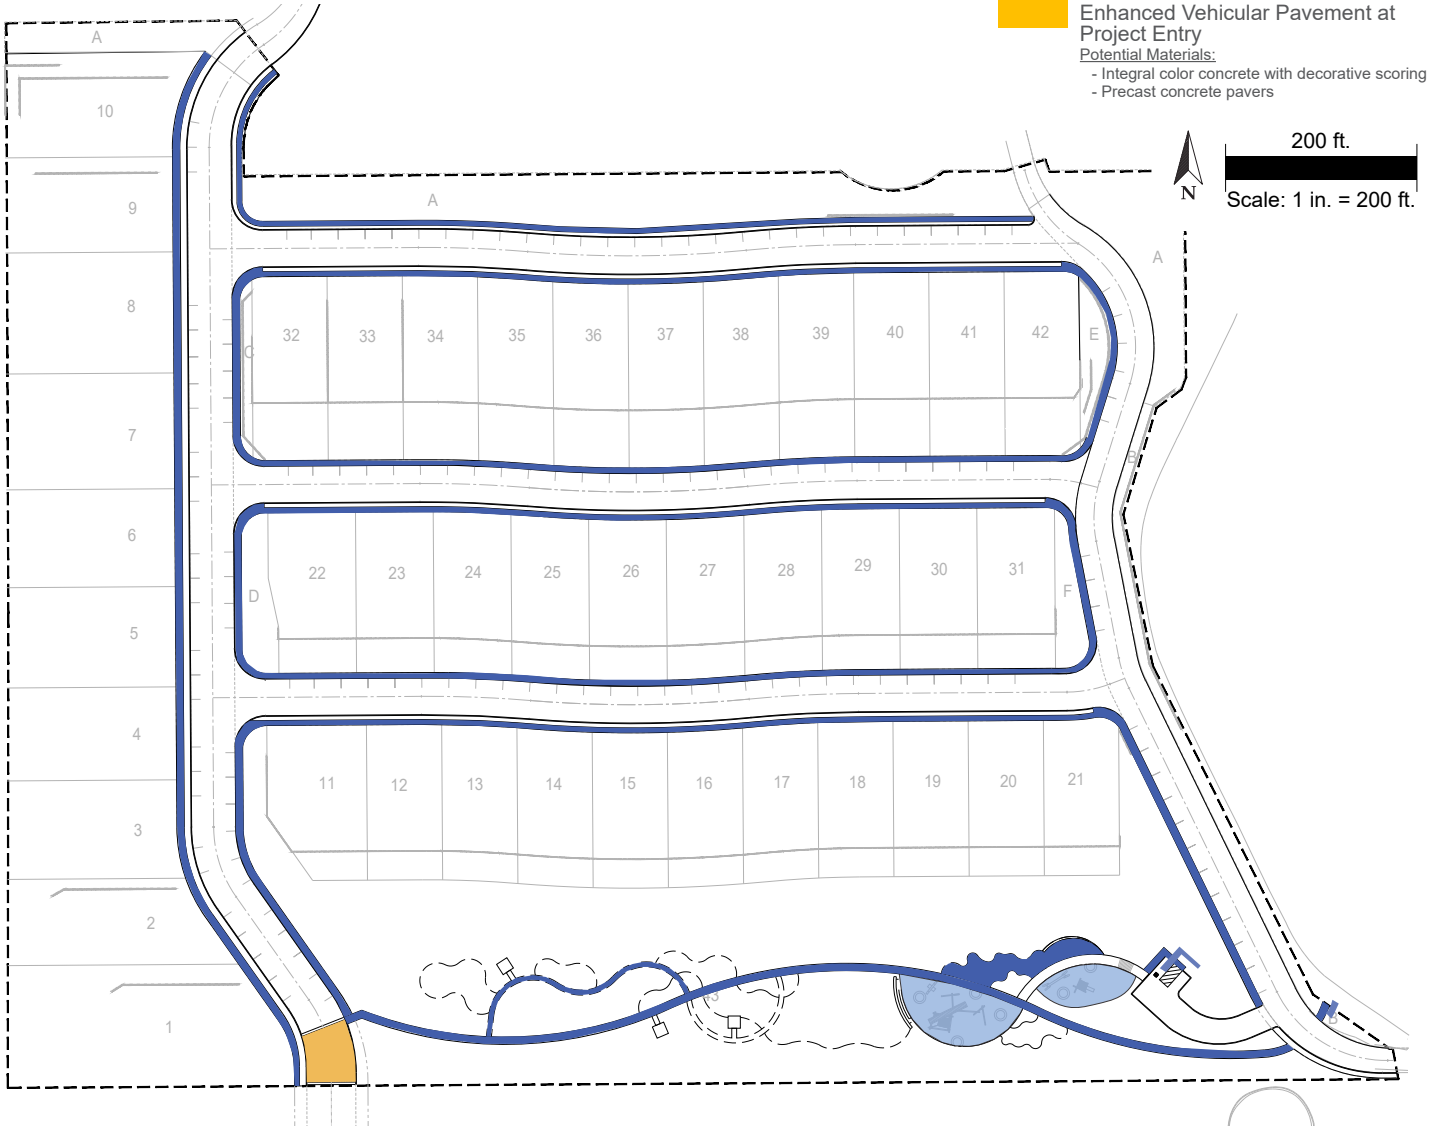 Enhanced Vehicular Pavement at
Project Entry
Potential Materials:
- Integral color concrete with decorative scoring
- Precast concrete pavers
200 ft.
N
Scale: 1 in. = 200 ft.
A
10
9
A
A
8
C
32
33
34
35
36
37
38
39
40
41
42
E
7
B
6
D
22
23
24
25
26
27
28
29
30
31
F
5
4
11
12
13
14
15
16
17
18
19
20
21
3
2
43
B
1